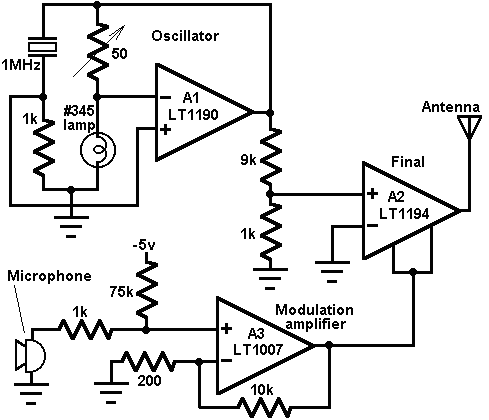 Oscillator
1MHz
50
#345
lamp
1k
A1
LT1190
Antenna
9k
Final
A2
LT1194
1k
-5v
Microphone
75k
1k
Modulation
amplifier
A3
LT1007
200
10k